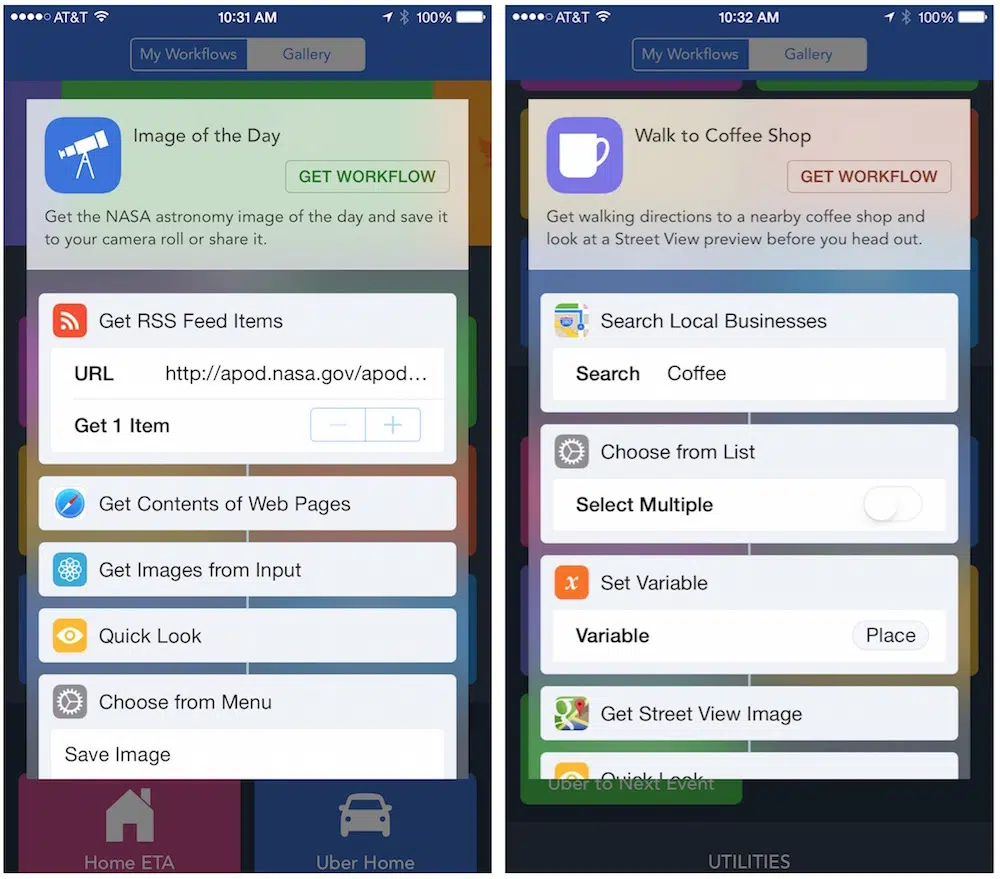 AT&T 10:31 AM 100%
My Workflows Gallery
Image of the Day
GET WORKFLOW
Get the NASA astronomy image of the day and save it
to your camera roll or share it.
Get RSS Feed Items
URL http://apod.nasa.gov/apod...
Get 1 Item
Get Contents of Web Pages
Get Images from Input
Quick Look
Choose from Menu
Save Image
Home ETA Uber Home
AT&T 10:32 AM 100%
My Workflows Gallery
Walk to Coffee Shop
GET WORKFLOW
Get walking directions to a nearby coffee shop and
look at a Street View preview before you head out.
Search Local Businesses
Search Coffee
Choose from List
Select Multiple
Set Variable
x
Variable Place
Get Street View Image
Quick Look
Uber to Next Event
UTILITIES